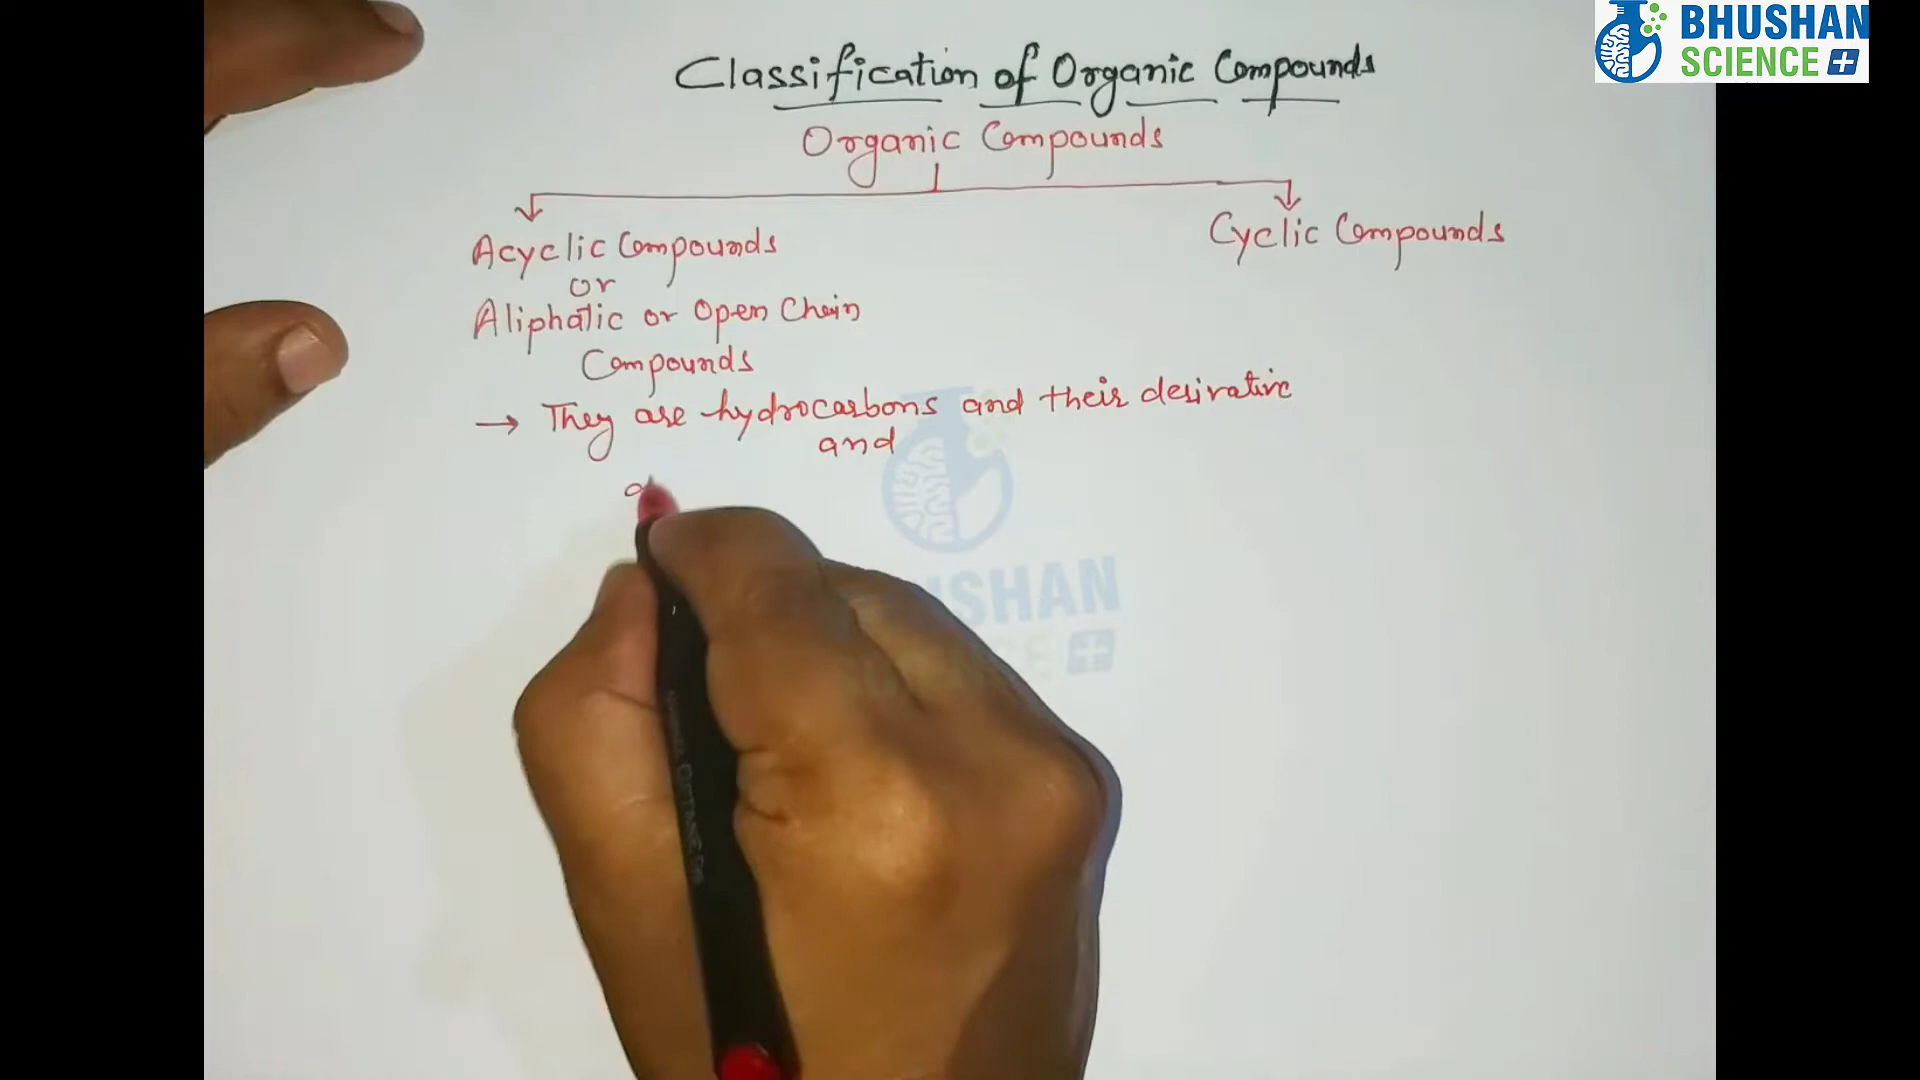 BHUSHAN
SCIENCE +
Classification of Organic Compounds
Organic Compounds
Acyclic Compounds
Cyclic Compounds
or
Aliphatic or Open Chain
Compounds
→ They are hydrocarbons and their derivative
and